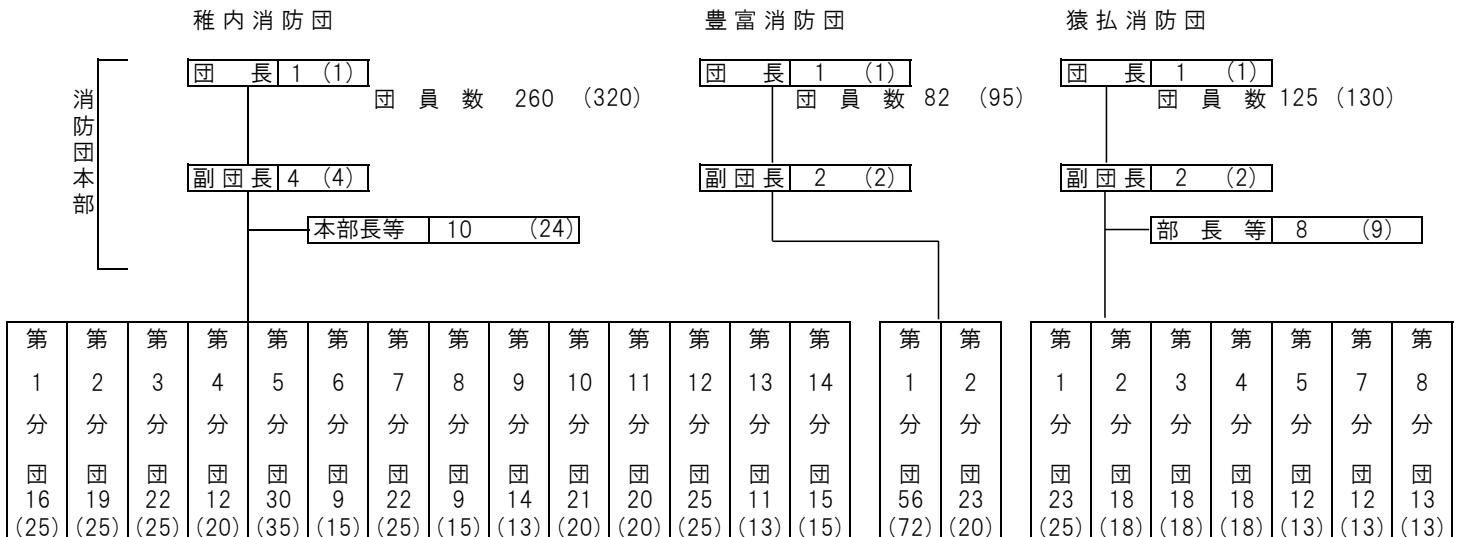 稚内消防団 豊富消防団 猿払消防団
消防団本部
団長 1 (1) 団長 1 (1) 団長 1 (1)
団員数 260 (320) 団員数 82 (95) 団員数 125 (130)
副団長 4 (4) 副団長 2 (2) 副団長 2 (2)
本部長等 10 (24) 部長等 8 (9)
第 第 第 第 第 第 第 第 第 第 第 第 第 第 第 第 第 第 第 第 第 第 第
1 2 3 4 5 6 7 8 9 10 11 12 13 14 1 2 1 2 3 4 5 7 8
分 分 分 分 分 分 分 分 分 分 分 分 分 分 分 分 分 分 分 分 分 分 分
団 団 団 団 団 団 団 団 団 団 団 団 団 団 団 団 団 団 団 団 団 団 団
16 19 22 12 30 9 22 9 14 21 20 25 11 15 56 23 23 18 18 18 12 12 13
(25) (25) (25) (20) (35) (15) (25) (15) (13) (20) (20) (25) (13) (15) (72) (20) (25) (18) (18) (18) (13) (13) (13)